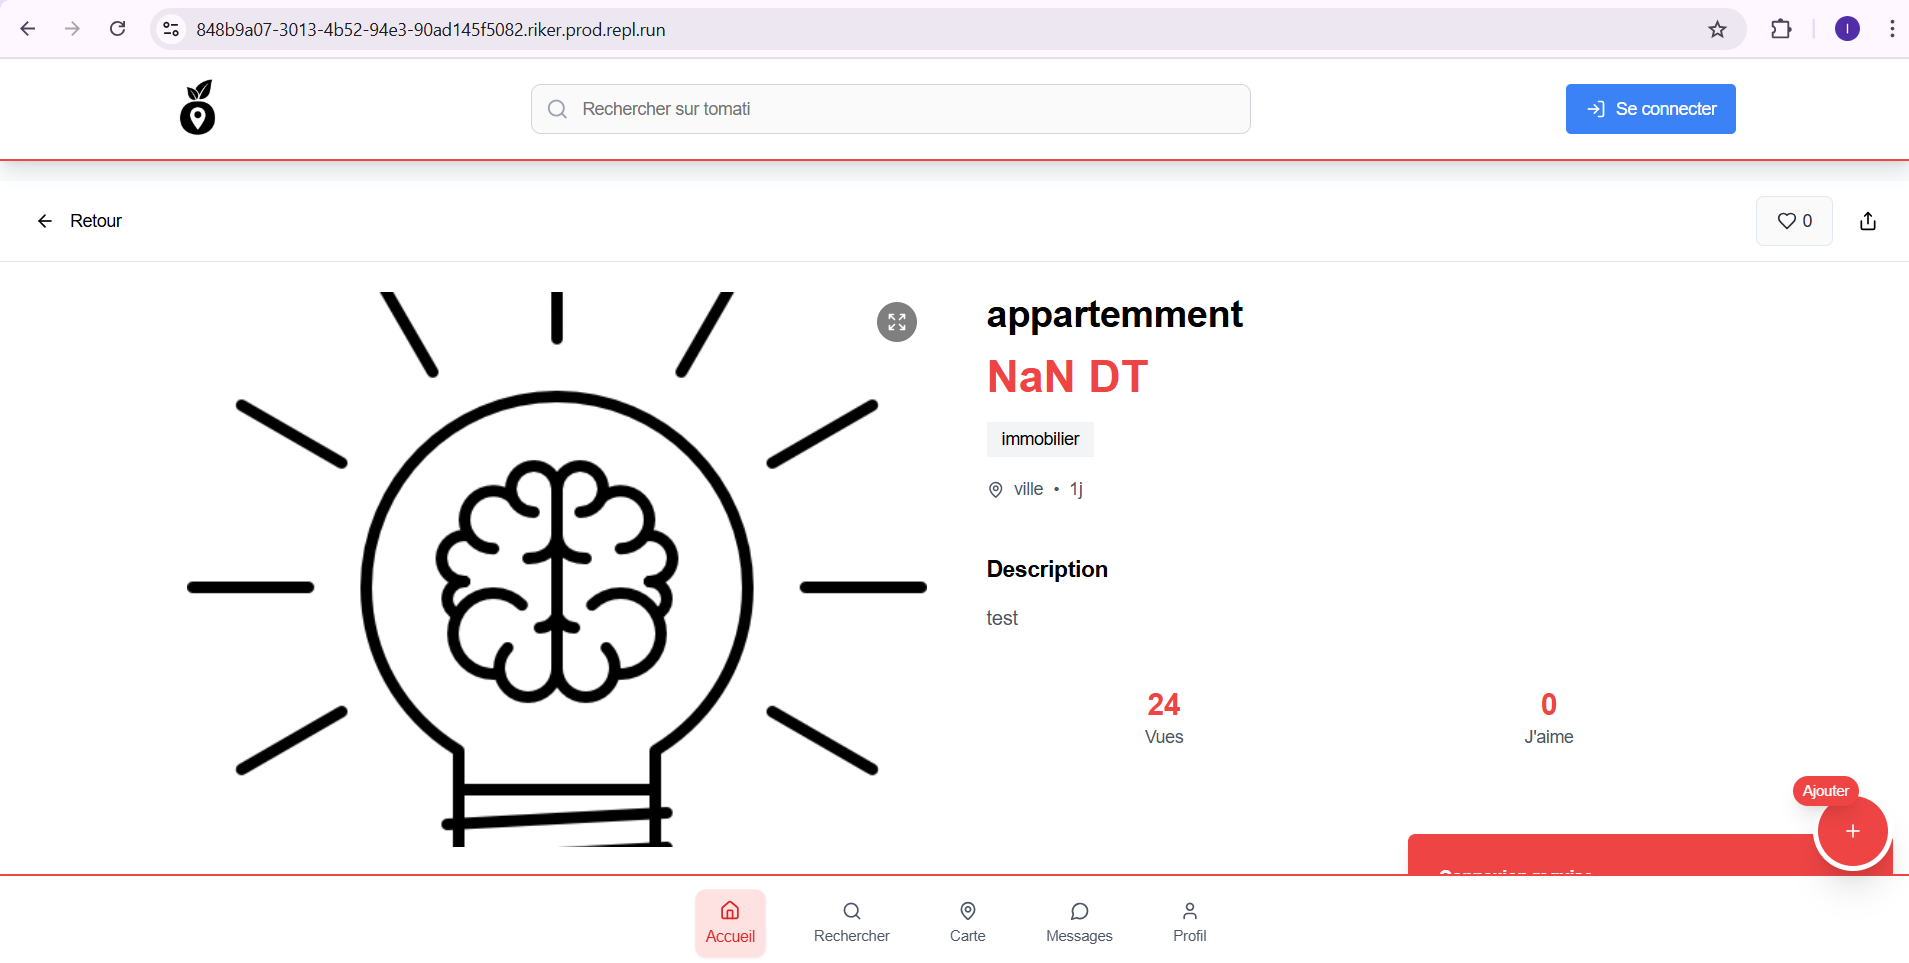 848b9a07-3013-4b52-94e3-90ad145f5082.riker.prod.repl.run
I
Rechercher sur tomati
Se connecter
Retour
0
appartemment
NaN DT
immobilier
ville • 1j
Description
test
24
Vues
0
J'aime
Ajouter
Accueil
Rechercher
Carte
Messages
Profil